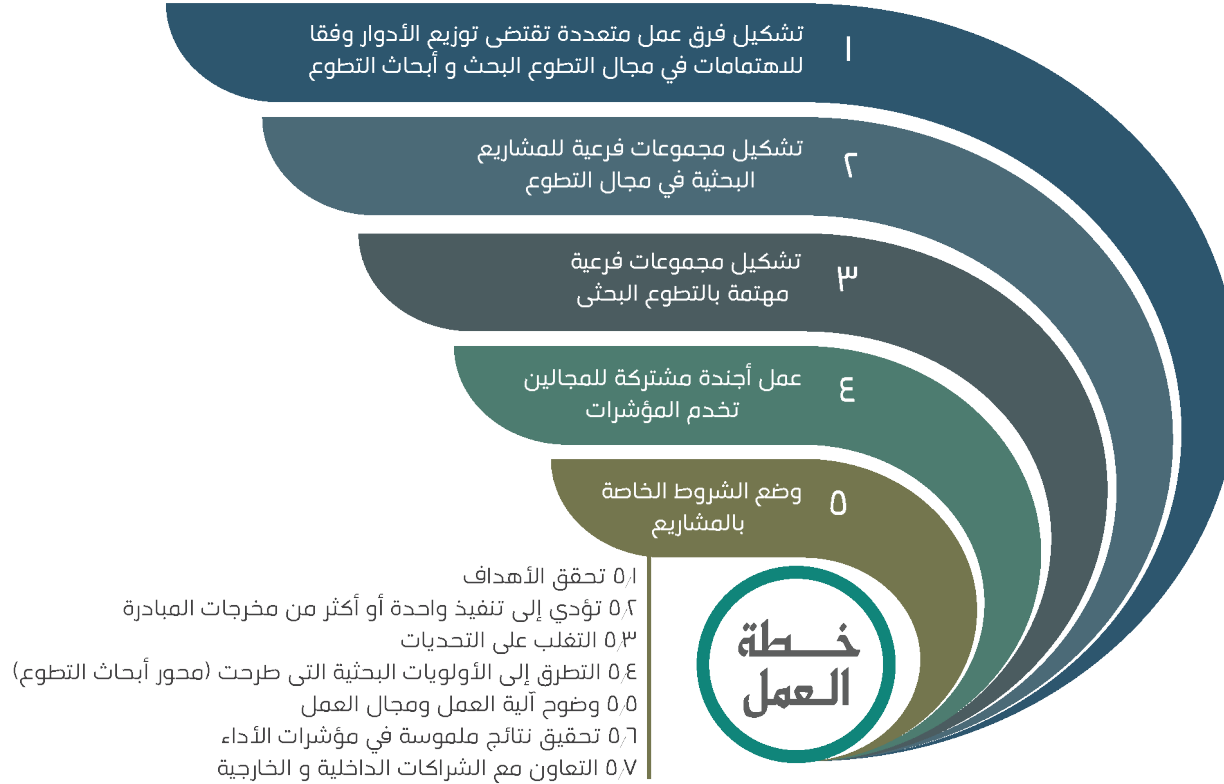 ١
تشكيل فرق عمل متعددة تقتضى توزيع الأدوار وفقا
للاهتمامات في مجال التطوع البحث و أبحاث التطوع
٢
تشكيل مجموعات فرعية للمشاريع
البحثية في مجال التطوع
٣
تشكيل مجموعات فرعية
مهتمة بالتطوع البحثى
٤
عمل أجندة مشتركة للمجالين
تخدم المؤشرات
٥
وضع الشروط الخاصة
بالمشاريع
٥٫١ تحقق الأهداف
٥٫٢ تؤدي إلى تنفيذ واحدة أو أكثر من مخرجات المبادرة
٥٫٣ التغلب على التحديات
٥٫٤ التطرق إلى الأولويات البحثية التى طرحت (محور أبحاث التطوع)
٥٫٥ وضوح آلية العمل ومجال العمل
٥٫٦ تحقيق نتائج ملموسة في مؤشرات الأداء
٥٫٧ التعاون مع الشراكات الداخلية و الخارجية
خطة
العمل